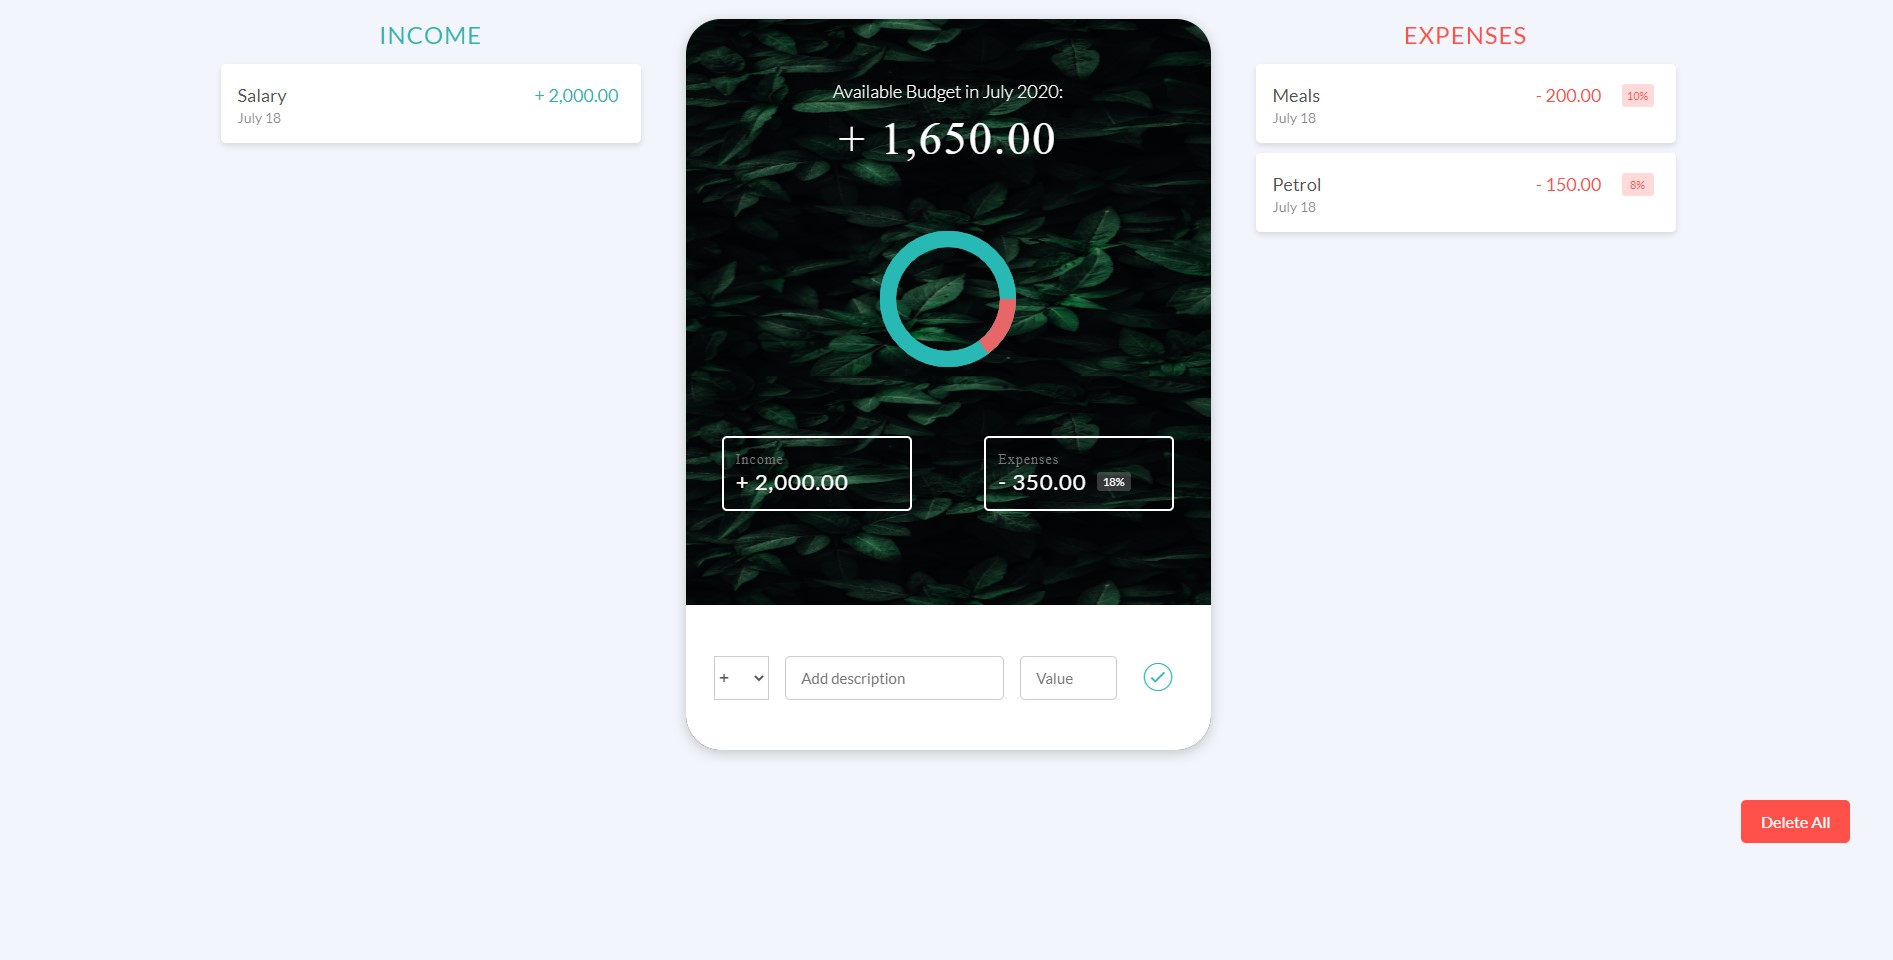 INCOME
Salary
+ 2,000.00
July 18
Available Budget in July 2020:
+ 1,650.00
Income
+ 2,000.00
Expenses
- 350.00 18%
+
Add description
Value
EXPENSES
Meals
- 200.00 10%
July 18
Petrol
- 150.00 8%
July 18
Delete All